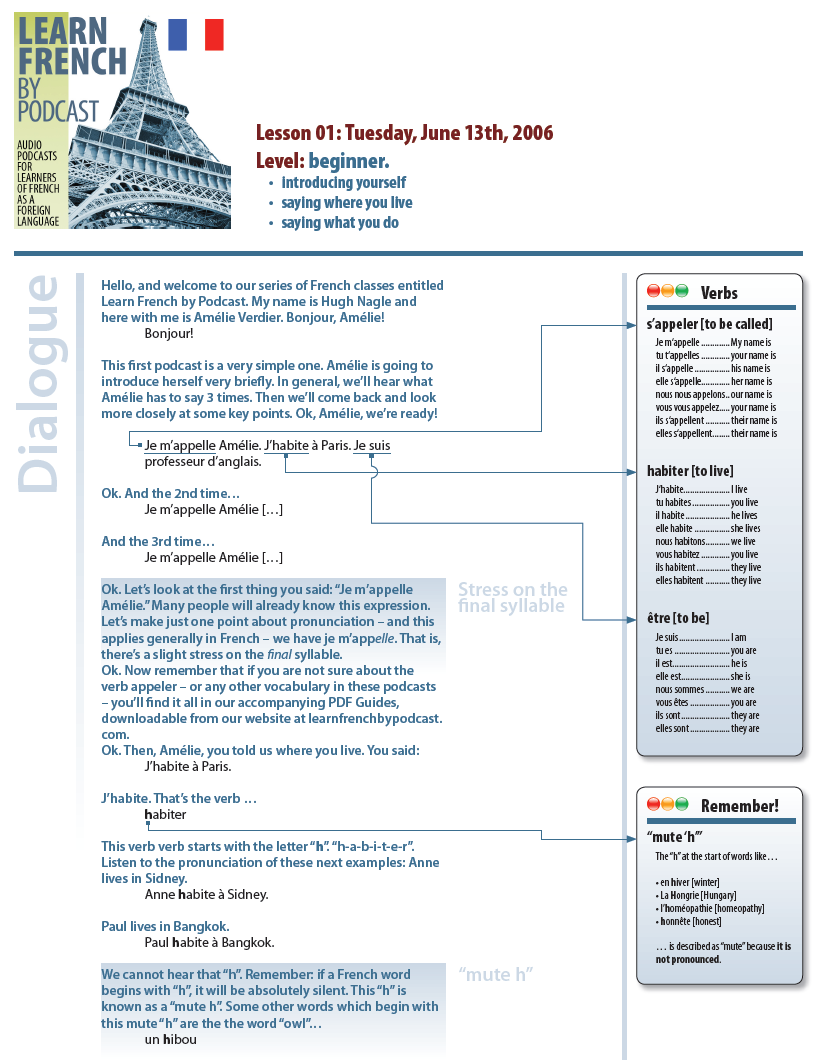 LEARN
FRENCH
BY
PODCAST
AUDIO
PODCASTS
FOR
LEARNERS
OF FRENCH
AS A
FOREIGN
LANGUAGE
Lesson 01: Tuesday, June 13th, 2006
Level: beginner.
• introducing yourself
• saying where you live
• saying what you do
Dialogue
Hello, and welcome to our series of French classes entitled
Learn French by Podcast. My name is Hugh Nagle and
here with me is Amélie Verdier. Bonjour, Amélie!
Bonjour!
This first podcast is a very simple one. Amélie is going to
introduce herself very briefly. In general, we’ll hear what
Amélie has to say 3 times. Then we’ll come back and look
more closely at some key points. Ok, Amélie, we’re ready!
Je m’appelle Amélie. J’habite à Paris. Je suis
professeur d’anglais.
Ok. And the 2nd time…
Je m’appelle Amélie […]
And the 3rd time…
Je m’appelle Amélie […]
Ok. Let’s look at the first thing you said: “Je m’appelle
Amélie.” Many people will already know this expression.
Let’s make just one point about pronunciation – and this
applies generally in French – we have je m’appelle. That is,
there’s a slight stress on the final syllable.
Ok. Now remember that if you are not sure about the
verb appeler – or any other vocabulary in these podcasts
– you’ll find it all in our accompanying PDF Guides,
downloadable from our website at learnfrenchbypodcast.
com.
Ok. Then, Amélie, you told us where you live. You said:
J’habite à Paris.
J’habite. That’s the verb …
habiter
This verb verb starts with the letter “h”. “h-a-b-i-t-e-r”.
Listen to the pronunciation of these next examples: Anne
lives in Sidney.
Anne habite à Sidney.
Paul lives in Bangkok.
Paul habite à Bangkok.
We cannot hear that “h”. Remember: if a French word
begins with “h”, it will be absolutely silent. This “h” is
known as a “mute h”. Some other words which begin with
this mute “h” are the the word “owl”…
un hibou
Stress on the
final syllable
“mute h”
Verbs
s’appeler [to be called]
Je m’appelle ............. My name is
tu t’appelles ............. your name is
il s’appelle ................ his name is
elle s’appelle............. her name is
nous nous appelons.. our name is
vous vous appelez..... your name is
ils s’appellent ........... their name is
elles s’appellent........ their name is
habiter [to live]
J’habite..................... I live
tu habites ................. you live
il habite .................... he lives
elle habite ................ she lives
nous habitons........... we live
vous habitez ............. you live
ils habitent ............... they live
elles habitent ........... they live
être [to be]
Je suis....................... I am
tu es ......................... you are
il est.......................... he is
elle est...................... she is
nous sommes ........... we are
vous êtes .................. you are
ils sont...................... they are
elles sont .................. they are
Remember!
“mute ‘h’”
The “h” at the start of words like…
• en hiver [winter]
• La Hongrie [Hungary]
• l’homéopathie [homeopathy]
• honnête [honest]
… is described as “mute” because it is
not pronounced.